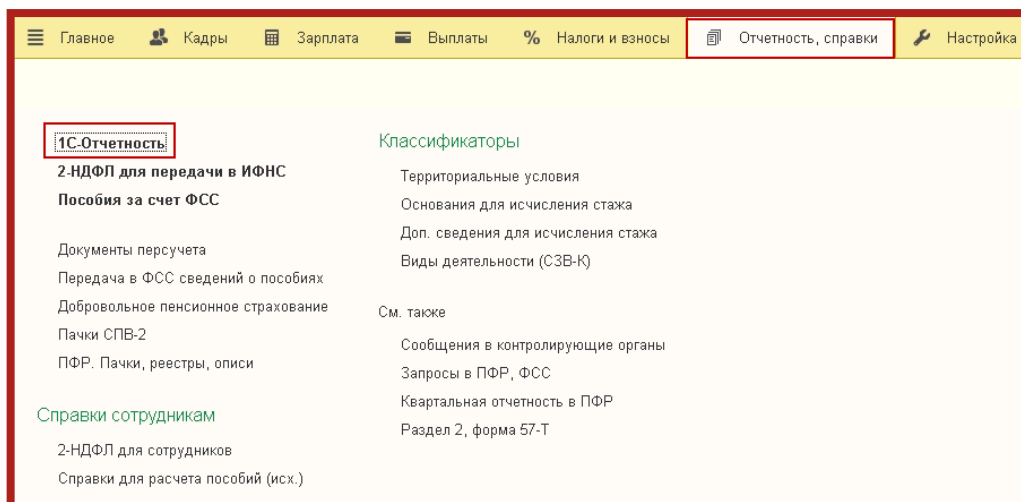 Главное Кадры Зарплата Выплаты % Налоги и взносы Отчетность, справки Настройка
1С-Отчетность
2-НДФЛ для передачи в ИФНС
Пособия за счет ФСС
Документы персучета
Передача в ФСС сведений о пособиях
Добровольное пенсионное страхование
Пачки СПВ-2
ПФР. Пачки, реестры, описи
Справки сотрудникам
2-НДФЛ для сотрудников
Справки для расчета пособий (исх.)
Классификаторы
Территориальные условия
Основания для исчисления стажа
Доп. сведения для исчисления стажа
Виды деятельности (СЗВ-К)
См. также
Сообщения в контролирующие органы
Запросы в ПФР, ФСС
Квартальная отчетность в ПФР
Раздел 2, форма 57-Т